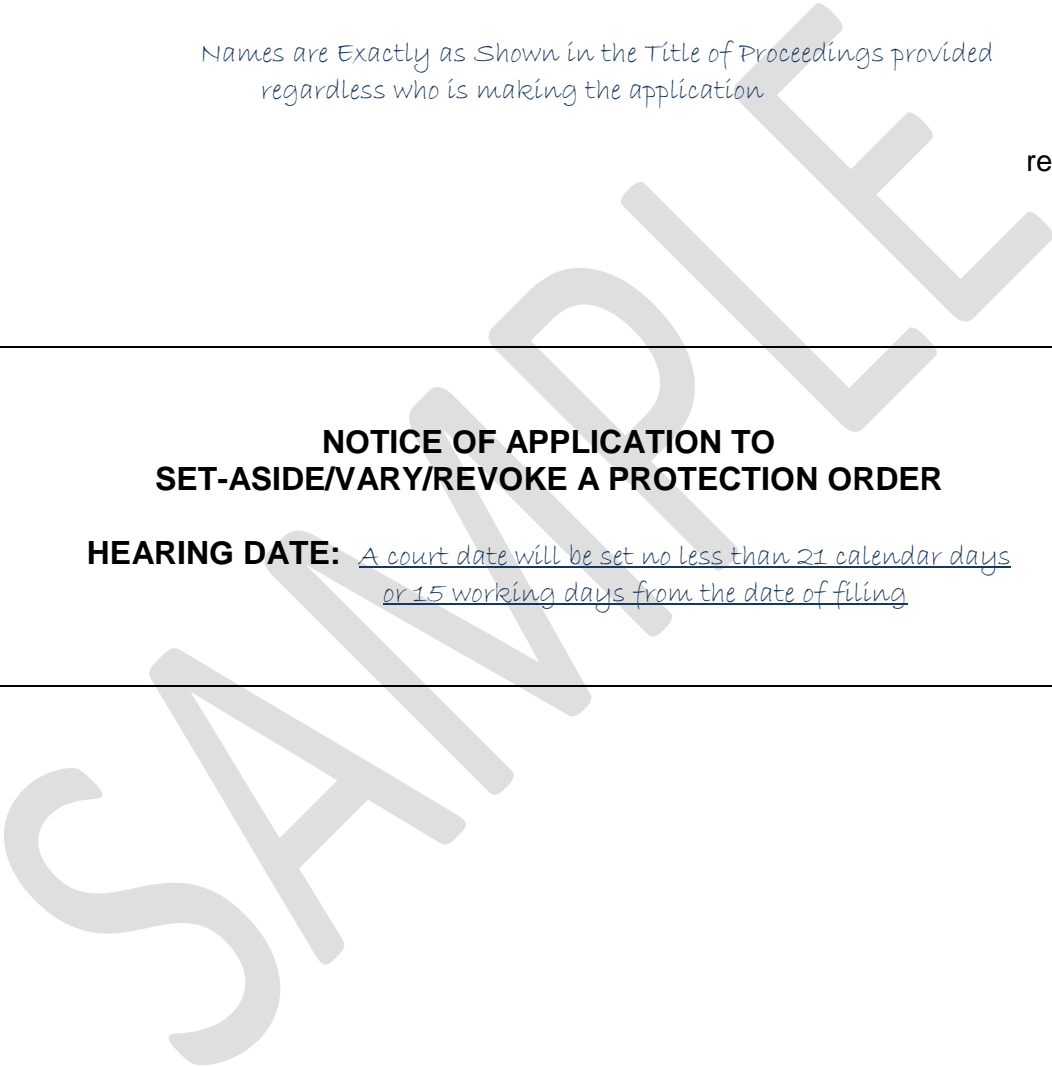 Names are Exactly as Shown in the Title of Proceedings provided
regardless who is making the application
re
NOTICE OF APPLICATION TO
SET-ASIDE/VARY/REVOKE A PROTECTION ORDER
HEARING DATE: A court date will be set no less than 21 calendar days
or 15 working days from the date of filing
SAMPLE